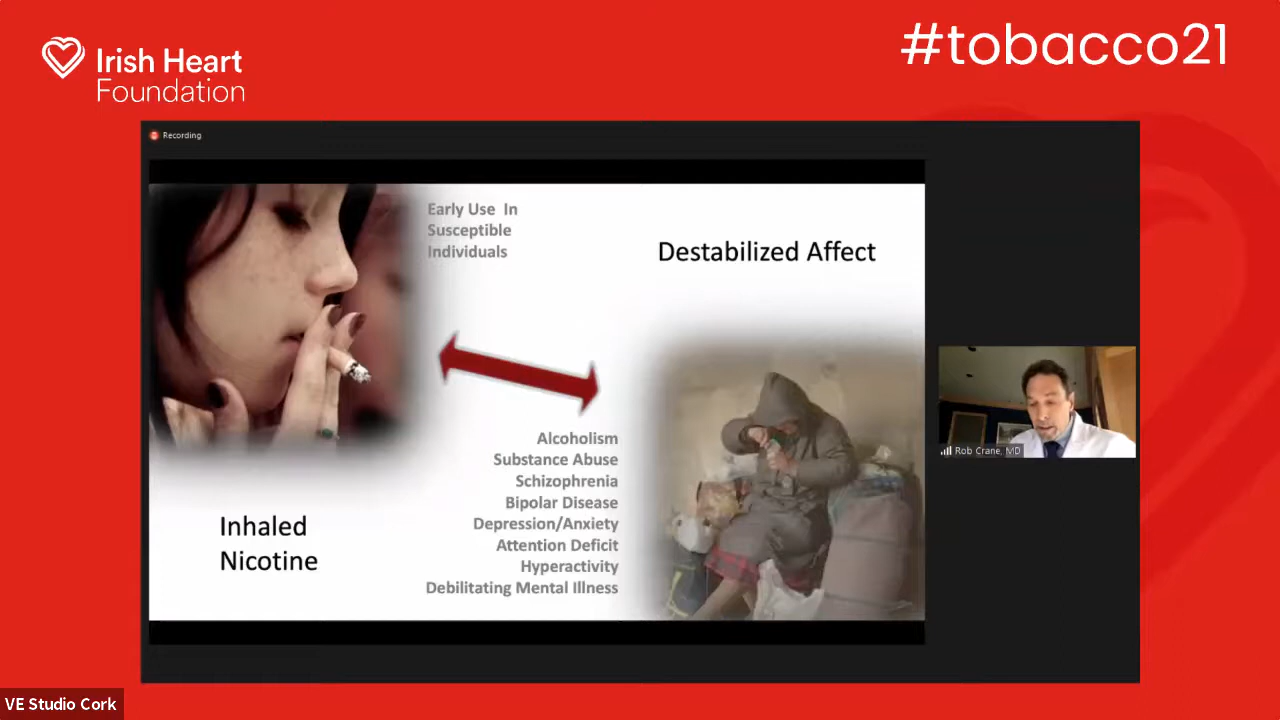 Irish Heart
Foundation
#tobacco21
Recording
Early Use In
Susceptible
Individuals
Destabilized Affect
Alcoholism
Substance Abuse
Schizophrenia
Bipolar Disease
Depression/Anxiety
Attention Deficit
Hyperactivity
Debilitating Mental Illness
Inhaled
Nicotine
Rob Crane, MD
VE Studio Cork